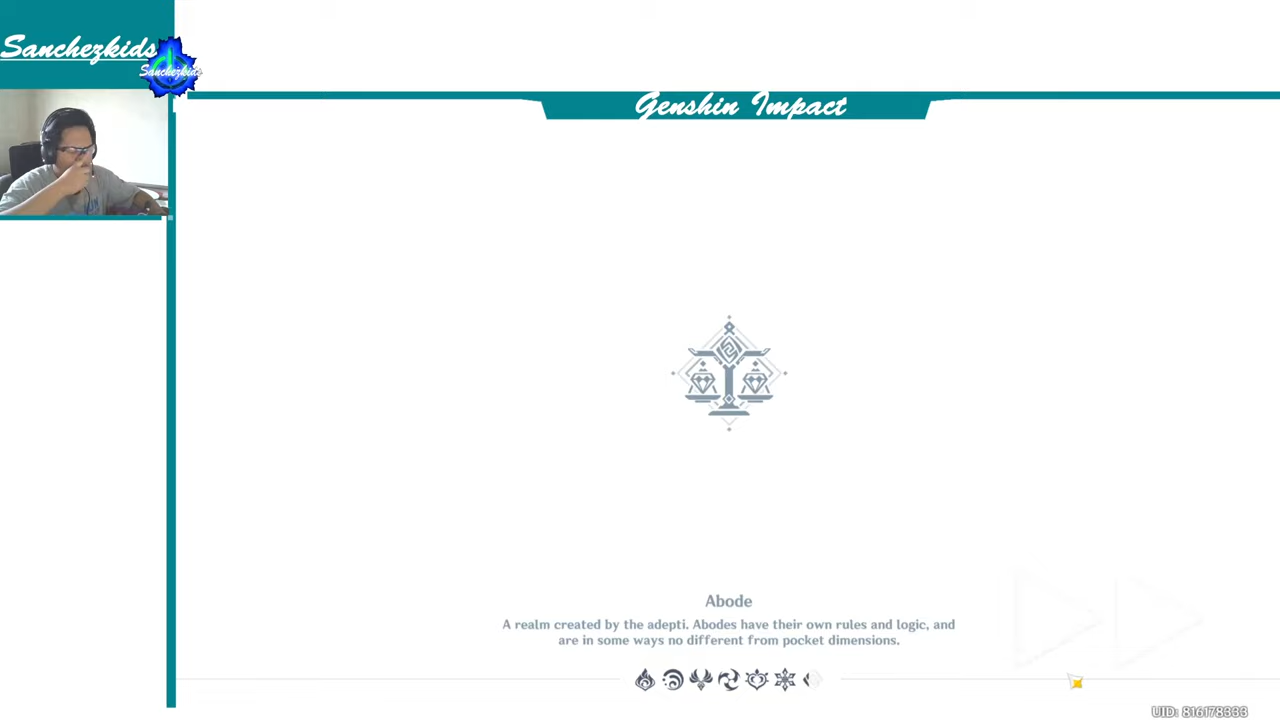 Sanchezkids
Sanchezkids
Genshin Impact
Abode
A realm created by the adepti. Abodes have their own rules and logic, and
are in some ways no different from pocket dimensions.
UID: 816178333